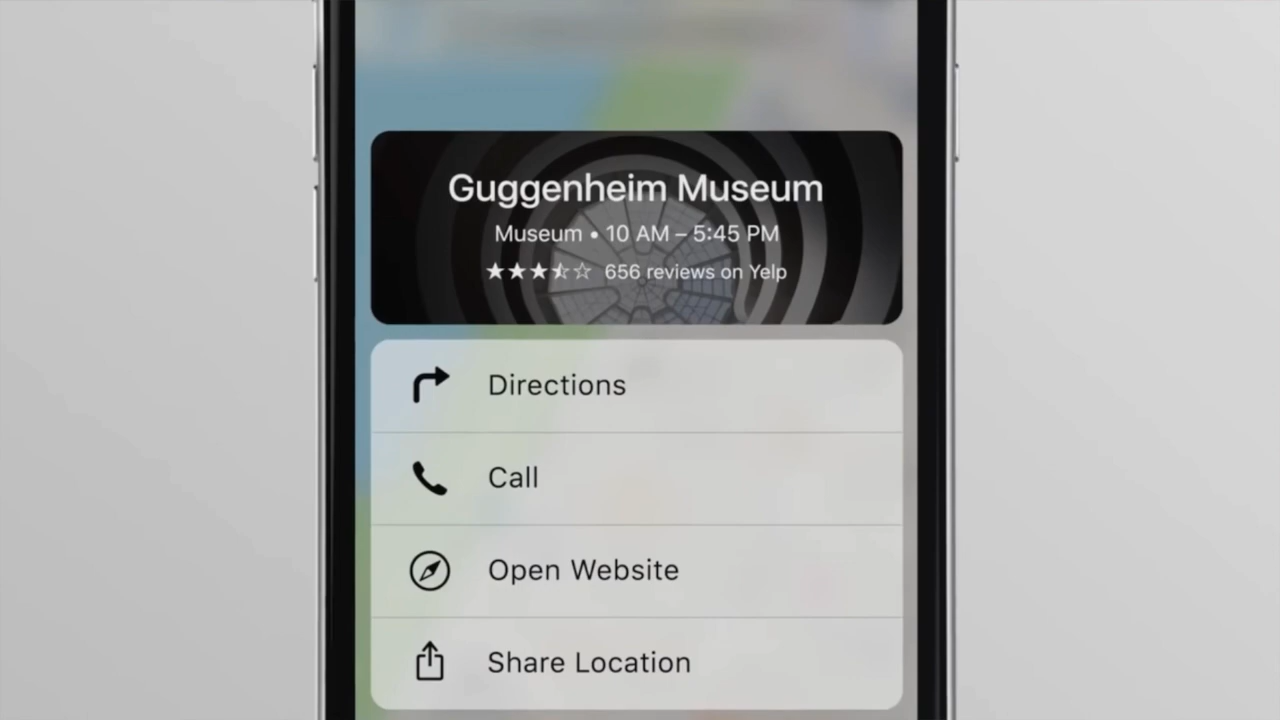 Guggenheim Museum
Museum • 10 AM – 5:45 PM
★★★⯪☆ 656 reviews on Yelp
Directions
Call
Open Website
Share Location